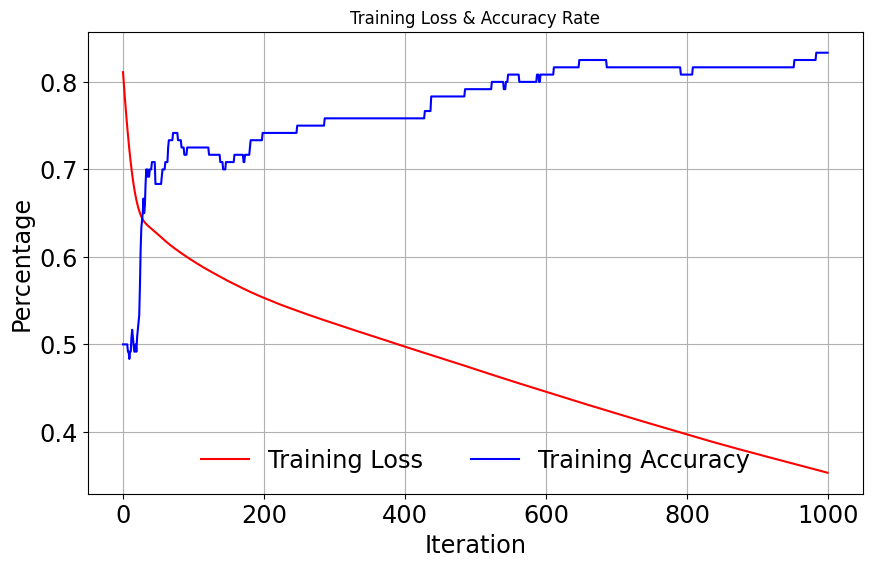 Training Loss & Accuracy Rate
Percentage
0.8
0.7
0.6
0.5
0.4
Training Loss
Training Accuracy
0 200 400 600 800 1000
Iteration